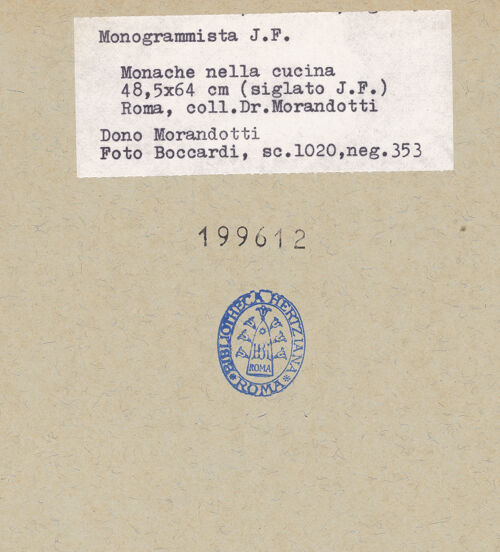 Monogrammista J.F.
Monache nella cucina
48,5x64 cm (siglato J.F.)
Roma, coll.Dr.Morandotti
Dono Morandotti
Foto Boccardi, sc.1020,neg.353
199612
BIBLIOTHECA HERTZIANA
ROMA
ROMA